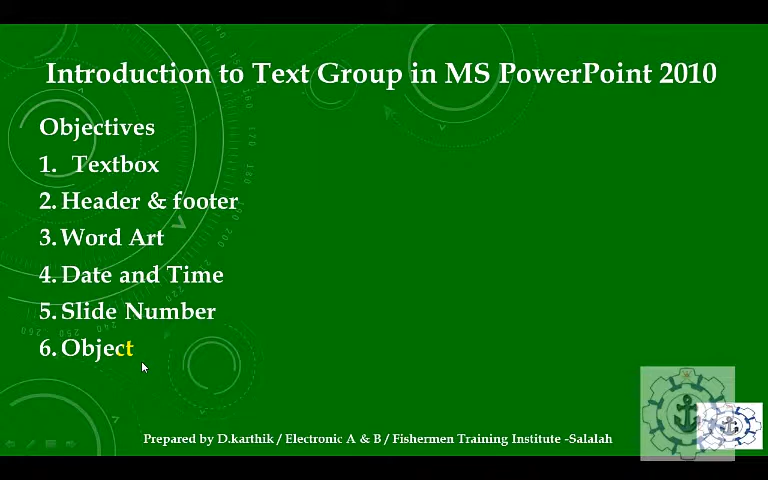 Introduction to Text Group in MS PowerPoint 2010
Objectives
1. Textbox
2. Header & footer
3. Word Art
4. Date and Time
5. Slide Number
6. Object
Prepared by D.karthik / Electronic A & B / Fishermen Training Institute -Salalah